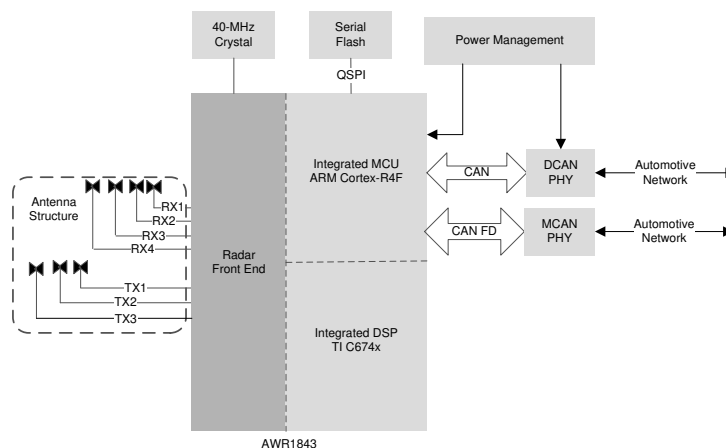 40-MHz
Crystal
Serial
Flash
Power Management
QSPI
Integrated MCU
ARM Cortex-R4F
CAN
DCAN
PHY
Automotive
Network
Antenna
Structure
RX1
RX2
RX3
RX4
Radar
Front End
CAN FD
MCAN
PHY
Automotive
Network
TX1
TX2
TX3
Integrated DSP
TI C674x
AWR1843